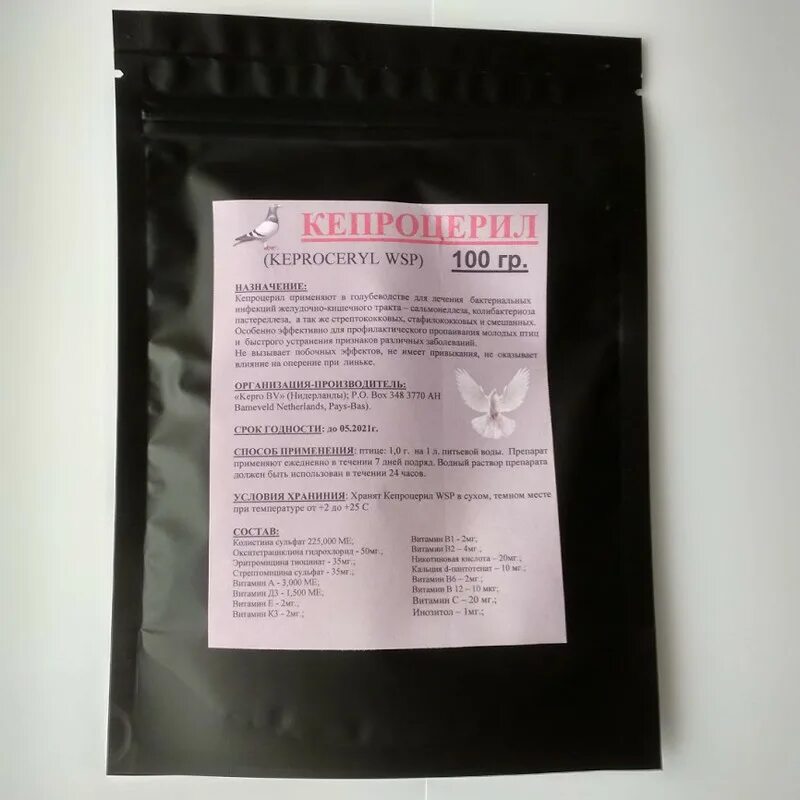 КЕПРОЦЕРИЛ
(KEPROCERYL WSP) 100 гр.
НАЗНАЧЕНИЕ:
Кепроцерил применяют в голубеводстве для лечения бактериальных
инфекций желудочно-кишечного тракта – сальмонеллеза, колибактериоза
пастереллеза, а так же стрептококковых, стафилококковых и смешанных.
Особенно эффективно для профилактического пропаивания молодых птиц
и быстрого устранения признаков различных заболеваний.
Не вызывает побочных эффектов, не имеет привыкания, не оказывает
влияние на оперение при линьке.
ОРГАНИЗАЦИЯ-ПРОИЗВОДИТЕЛЬ:
«Kepro BV» (Нидерланды); P.O. Box 348 3770 AH
Barneveld Netherlands, Pays-Bas).
СРОК ГОДНОСТИ: до 05.2021г.
СПОСОБ ПРИМЕНЕНИЯ: птице: 1,0 г. на 1 л. питьевой воды. Препарат
применяют ежедневно в течении 7 дней подряд. Водный раствор препарата
должен быть использован в течении 24 часов.
УСЛОВИЯ ХРАНИНИЯ: Хранят Кепроцерил WSP в сухом, темном месте
при температуре от +2 до +25 С
СОСТАВ:
Колистина сульфат 225,000 МЕ;
Окситетрациклина гидрохлорид - 50мг.;
Эритромицина тиоцинат - 35мг.;
Стрептомицина сульфат - 35мг.;
Витамин А - 3,000 МЕ;
Витамин Д3 - 1,500 МЕ;
Витамин Е - 2мг.;
Витамин К3 - 2мг.;
Витамин В1 - 2мг;
Витамин В2 – 4мг.;
Никотиновая кислота – 20мг.;
Кальция d-пантотенат – 10 мг.;
Витамин В6 – 2мг.;
Витамин В 12 – 10 мкг;
Витамин С – 20 мг.;
Инозитол – 1мг.;